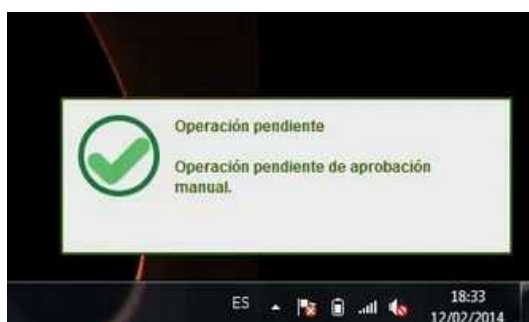 Operación pendiente
Operación pendiente de aprobación
manual.
ES
18:33
12/02/2014